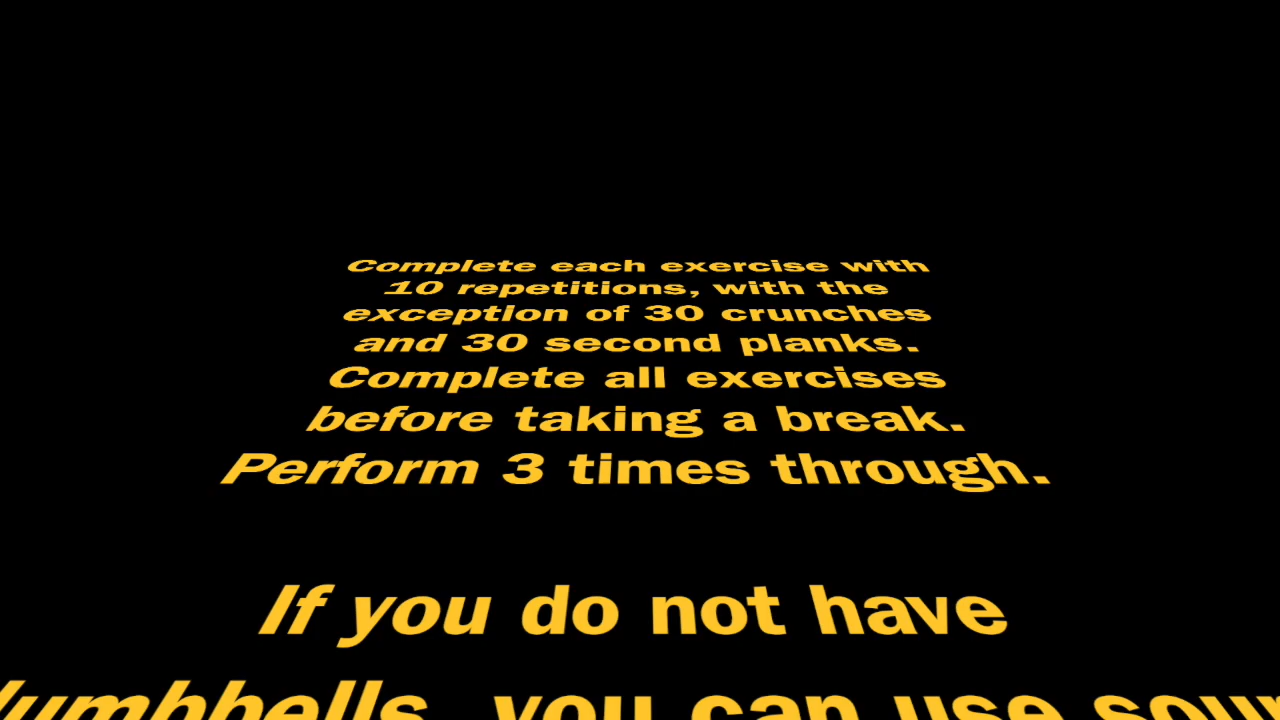 Complete each exercise with
10 repetitions, with the
exception of 30 crunches
and 30 second planks.
Complete all exercises
before taking a break.
Perform 3 times through.
If you do not have
you can use